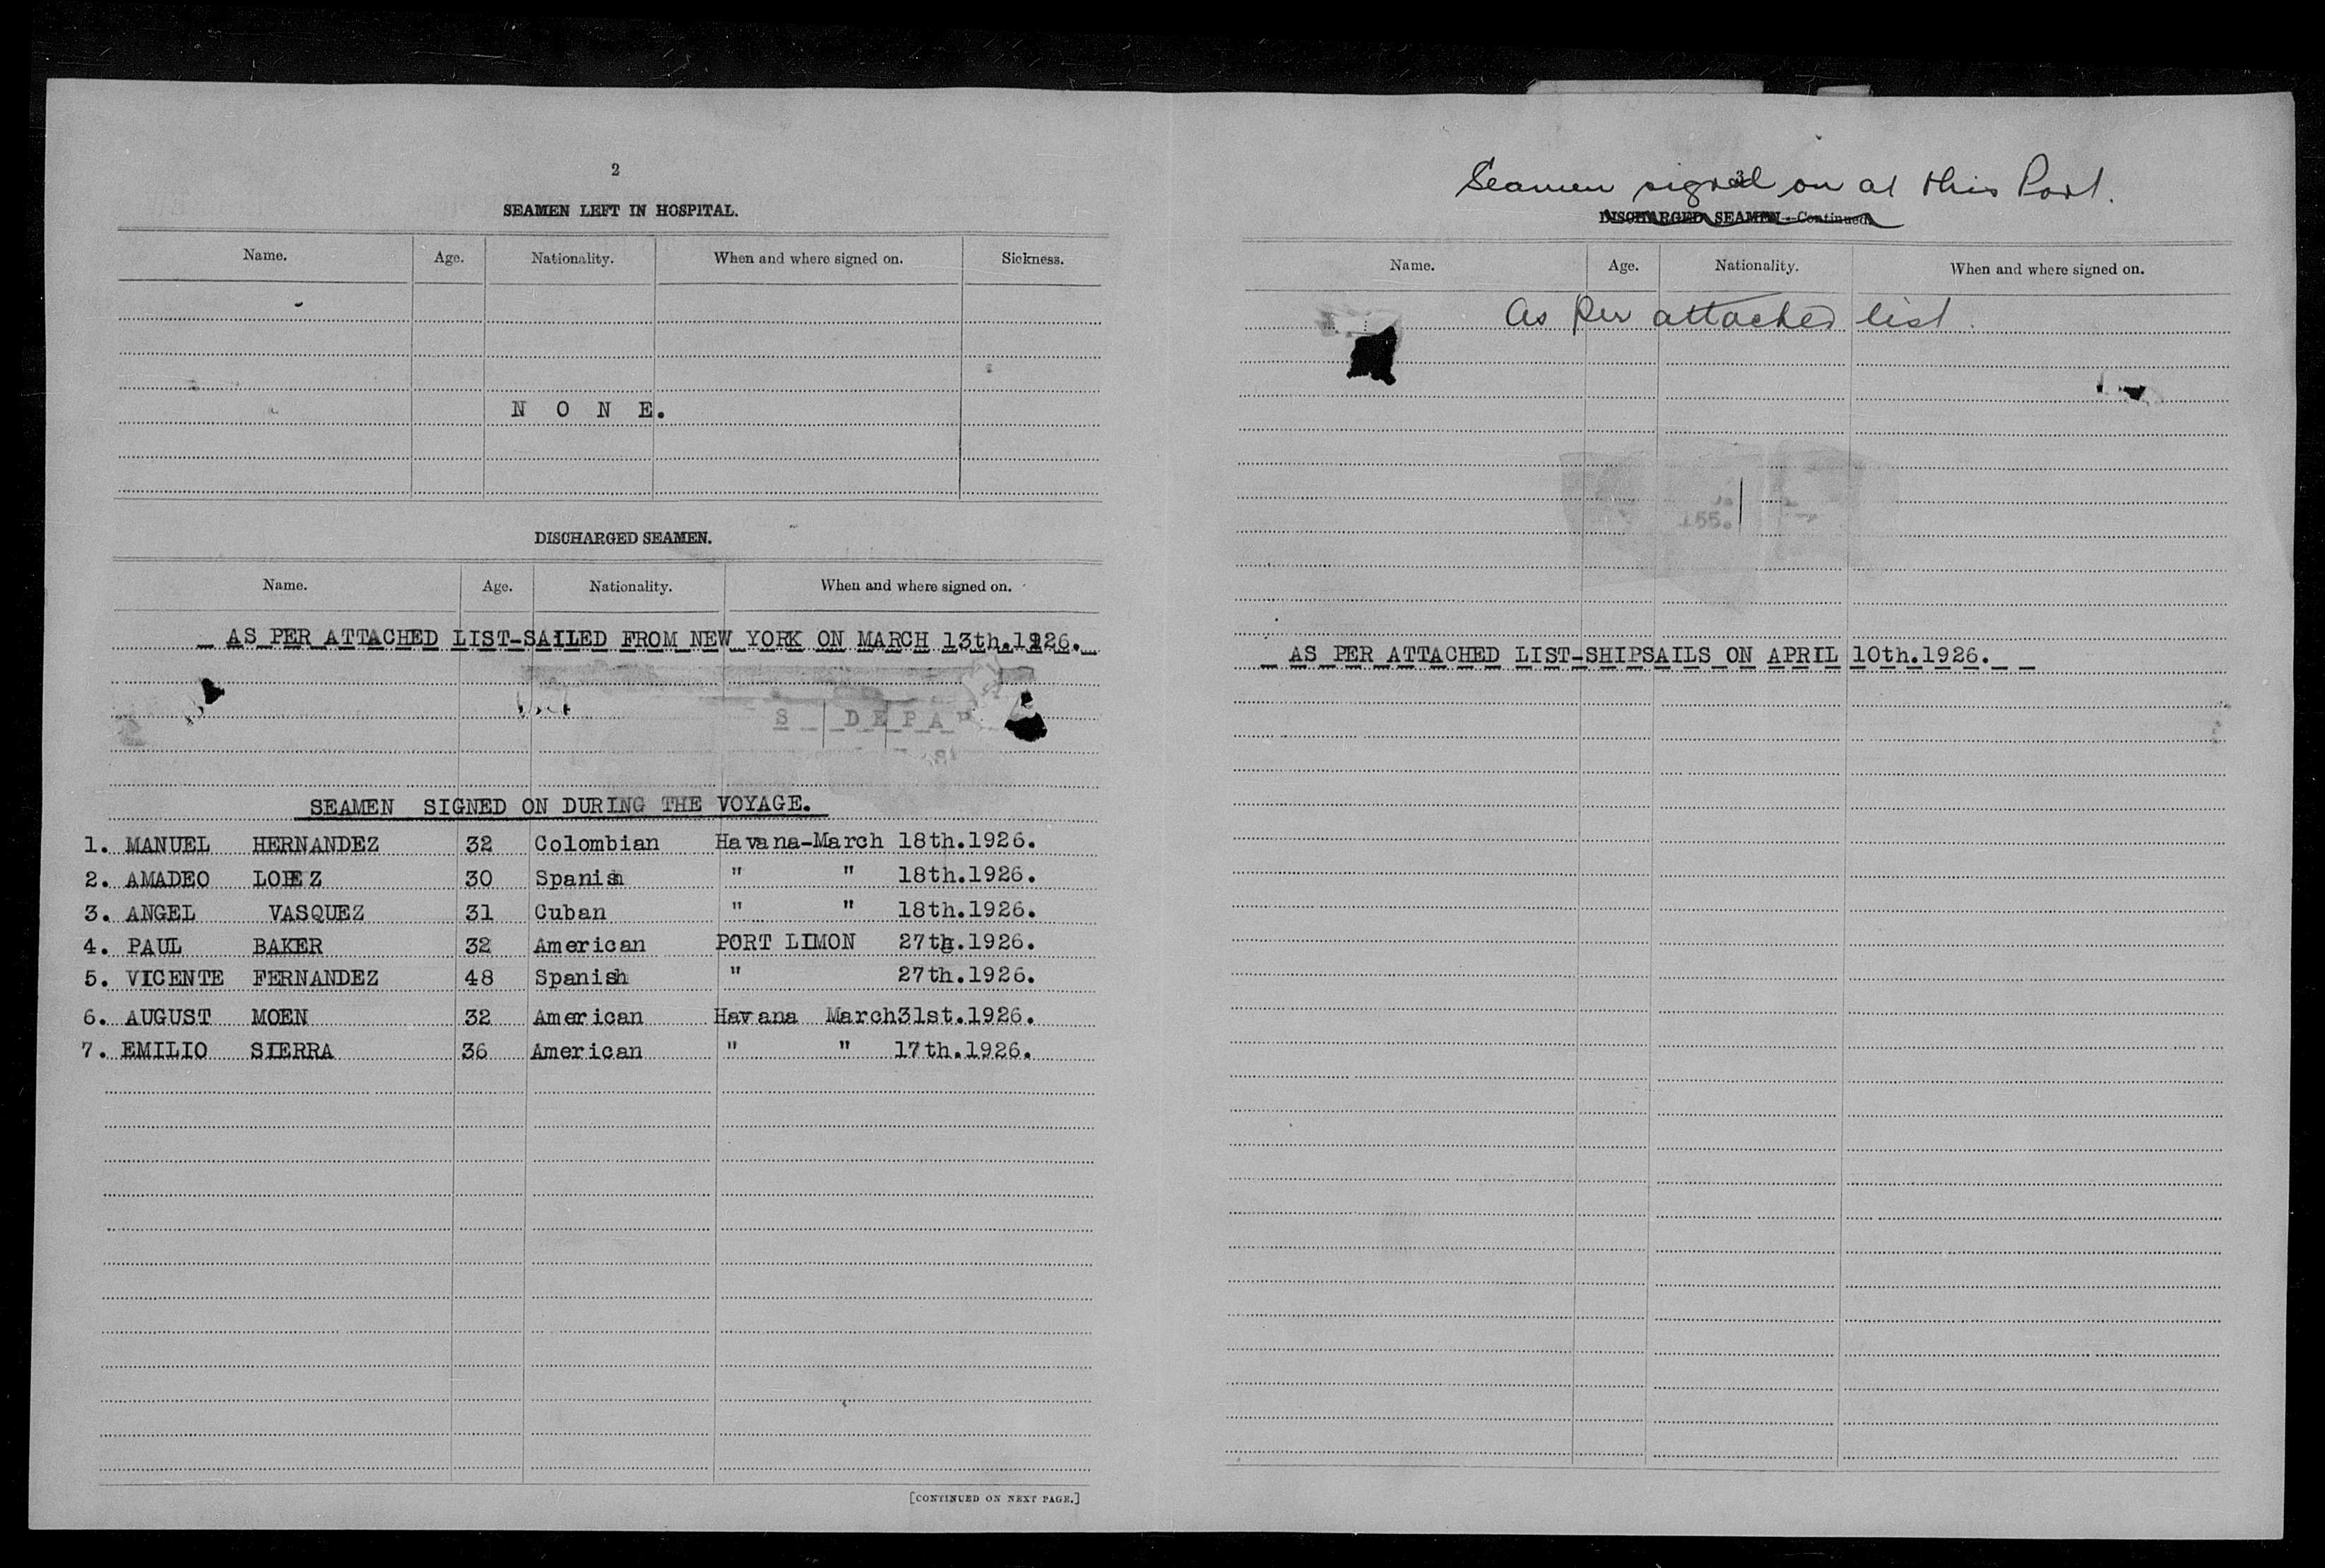 2
SEAMEN LEFT IN HOSPITAL.
Name. Age. Nationality. When and where signed on. Sickness.
N O N E.
DISCHARGED SEAMEN.
Name. Age. Nationality. When and where signed on.
AS PER ATTACHED LIST-SAILED FROM NEW YORK ON MARCH 13th.1926.
S DEPA
SEAMEN SIGNED ON DURING THE VOYAGE.
1. MANUEL HERNANDEZ 32 Colombian Havana-March 18th.1926.
2. AMADEO LOPEZ 30 Spanish " " 18th.1926.
3. ANGEL VASQUEZ 31 Cuban " " 18th.1926.
4. PAUL BAKER 32 American PORT LIMON 27th.1926.
5. VICENTE FERNANDEZ 48 Spanish " 27th.1926.
6. AUGUST MOEN 32 American Havana March31st.1926.
7. EMILIO SIERRA 36 American " " 17th.1926.
[CONTINUED ON NEXT PAGE.]
3
Seamen signed on at this Port.
DISCHARGED SEAMEN—Continued.
Name. Age. Nationality. When and where signed on.
As Per attached list.
155.
AS PER ATTACHED LIST-SHIPSAILS ON APRIL 10th.1926.